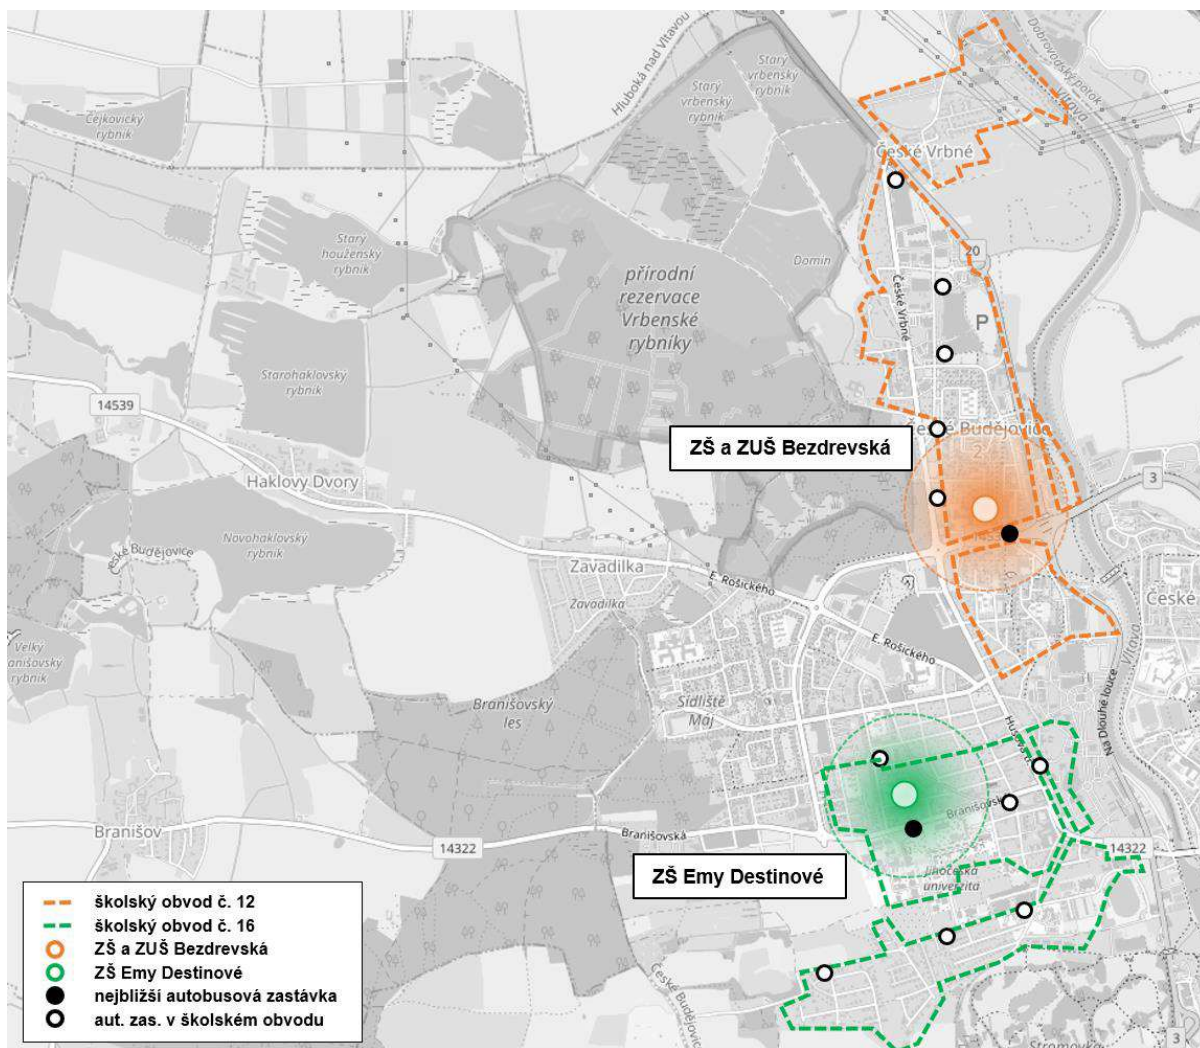 Hluboká nad Vltavou
Starý
vrbenský
rybník
Starý
vrbenský
rybník
Dobrovodský potok
Vltava
Čejkovický
rybník
České Vrbné
Starý
houženský
rybník
Domin
20
přírodní
rezervace
Vrbenské
rybníky
České Vrbné
P
Starohaklovský
rybník
14539
České Budějovice
2
ZŠ a ZUŠ Bezdrevská
Haklovy Dvory
3
Novohaklovský
rybník
České Budějovice
Zavadilka
E. Rošického
České
Zavadilka
Velký
rybník
E. Rošického
Vltava
Branišovský
les
Sídliště
Máj
Na Dlouhé louce
Husova
Branišov
14322
Branišovská
Branišovsk
14322
ZŠ Emy Destinové
Jihočeská
univerzita
České Budějovice
Stromovka
3
školský obvod č. 12
školský obvod č. 16
ZŠ a ZUŠ Bezdrevská
ZŠ Emy Destinové
nejbližší autobusová zastávka
aut. zas. v školském obvodu